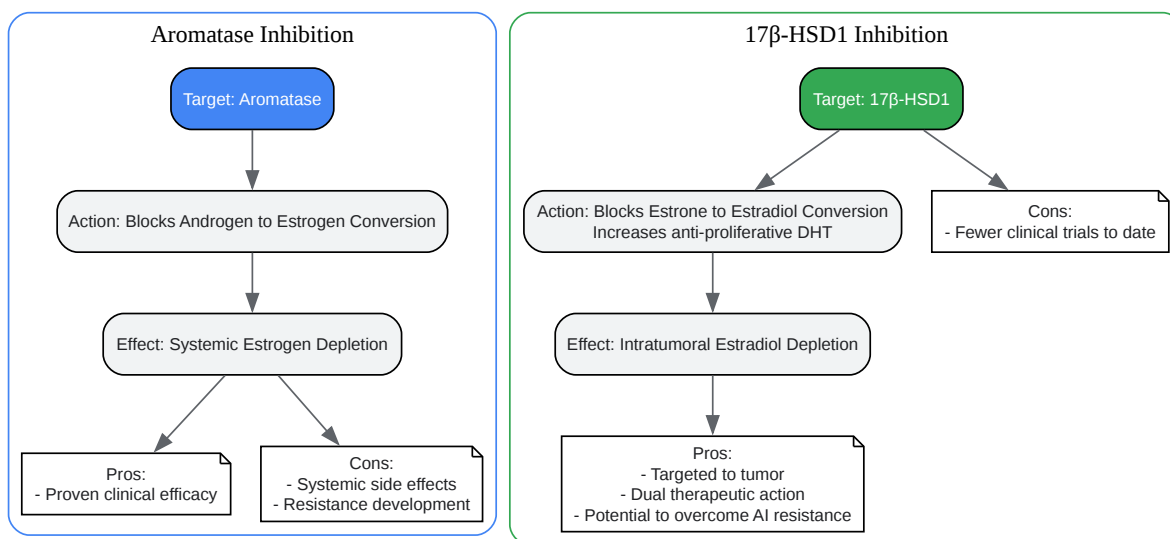 Aromatase Inhibition
Target: Aromatase
Action: Blocks Androgen to Estrogen Conversion
Effect: Systemic Estrogen Depletion
Pros:
- Proven clinical efficacy
Cons:
- Systemic side effects
- Resistance development
17β-HSD1 Inhibition
Target: 17β-HSD1
Action: Blocks Estrone to Estradiol Conversion
Increases anti-proliferative DHT
Cons:
- Fewer clinical trials to date
Effect: Intratumoral Estradiol Depletion
Pros:
- Targeted to tumor
- Dual therapeutic action
- Potential to overcome AI resistance